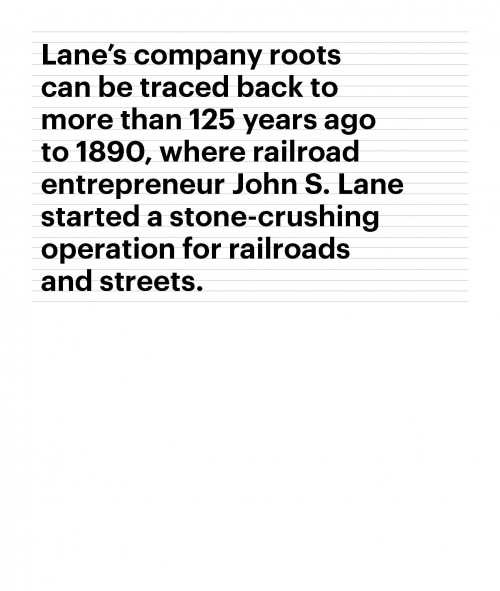 Lane’s company roots
can be traced back to
more than 125 years ago
to 1890, where railroad
entrepreneur John S. Lane
started a stone-crushing
operation for railroads
and streets.